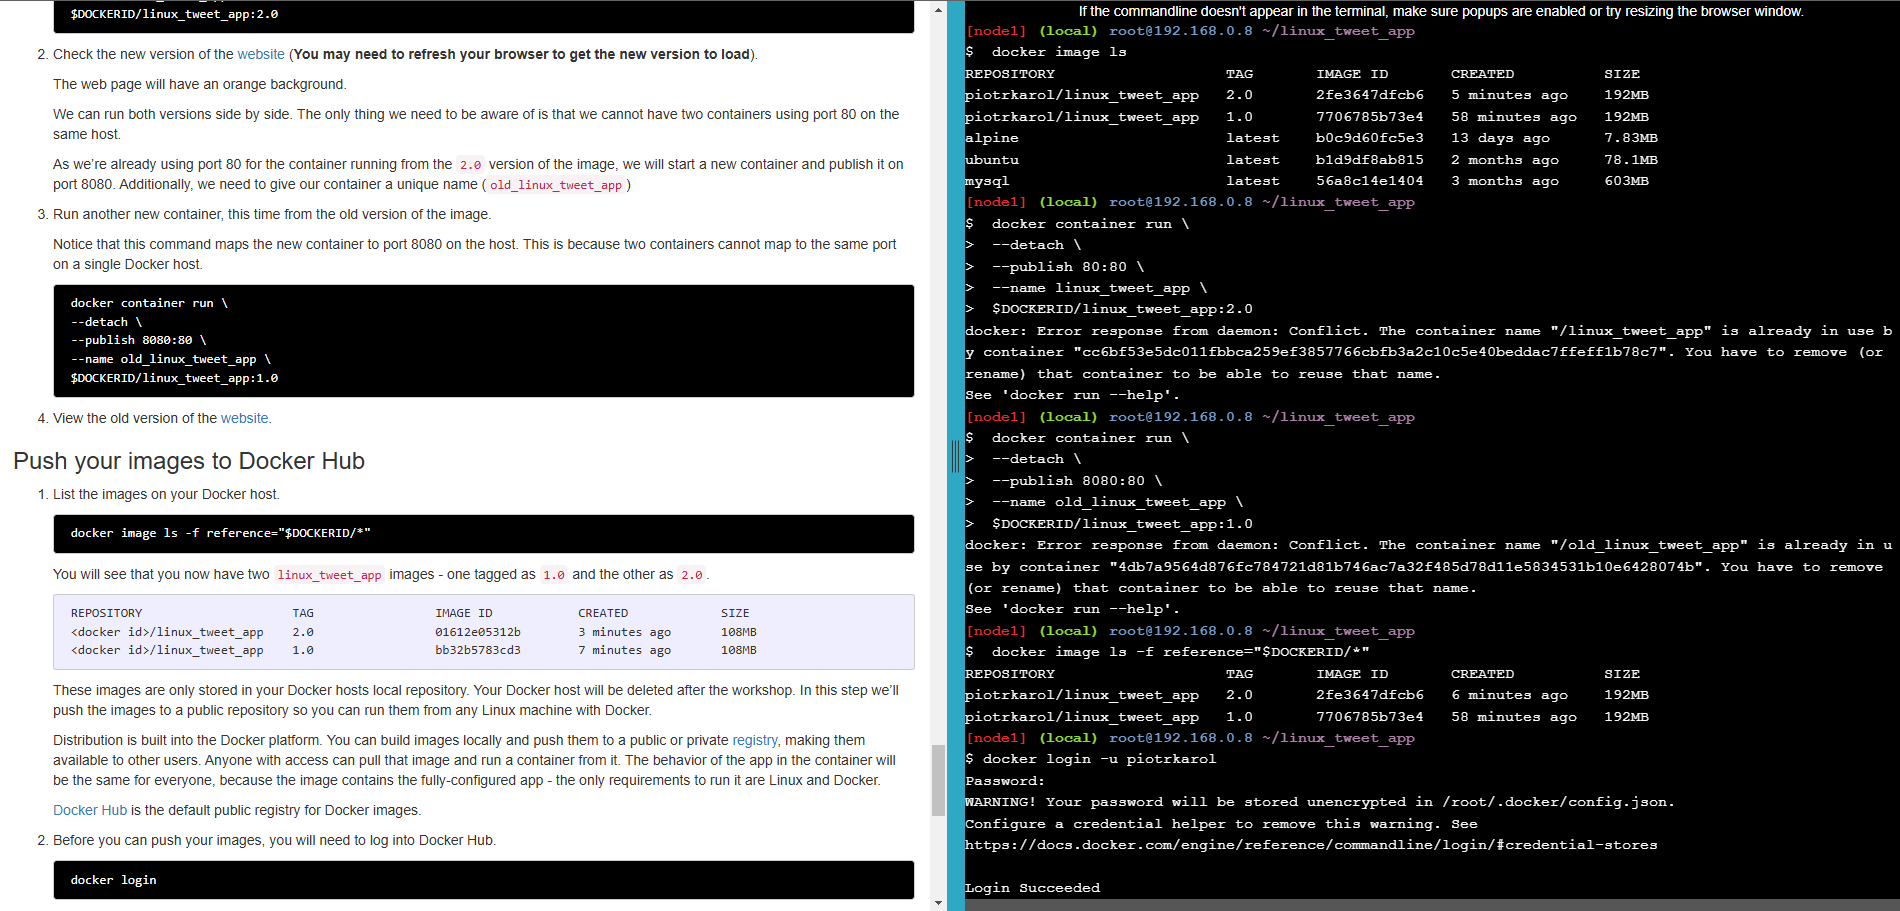 $DOCKERID/linux_tweet_app:2.0
2. Check the new version of the website (You may need to refresh your browser to get the new version to load).
The web page will have an orange background.
We can run both versions side by side. The only thing we need to be aware of is that we cannot have two containers using port 80 on the
same host.
As we're already using port 80 for the container running from the 2.0 version of the image, we will start a new container and publish it on
port 8080. Additionally, we need to give our container a unique name ( old_linux_tweet_app )
3. Run another new container, this time from the old version of the image.
Notice that this command maps the new container to port 8080 on the host. This is because two containers cannot map to the same port
on a single Docker host.
docker container run \
--detach \
--publish 8080:80 \
--name old_linux_tweet_app \
$DOCKERID/linux_tweet_app:1.0
4. View the old version of the website.
Push your images to Docker Hub
1. List the images on your Docker host.
docker image ls -f reference="$DOCKERID/*"
You will see that you now have two linux_tweet_app images - one tagged as 1.0 and the other as 2.0 .
REPOSITORY TAG IMAGE ID CREATED SIZE
<docker id>/linux_tweet_app 2.0 01612e05312b 3 minutes ago 108MB
<docker id>/linux_tweet_app 1.0 bb32b5783cd3 7 minutes ago 108MB
These images are only stored in your Docker hosts local repository. Your Docker host will be deleted after the workshop. In this step we'll
push the images to a public repository so you can run them from any Linux machine with Docker.
Distribution is built into the Docker platform. You can build images locally and push them to a public or private registry, making them
available to other users. Anyone with access can pull that image and run a container from it. The behavior of the app in the container will
be the same for everyone, because the image contains the fully-configured app - the only requirements to run it are Linux and Docker.
Docker Hub is the default public registry for Docker images.
2. Before you can push your images, you will need to log into Docker Hub.
docker login
If the commandline doesn't appear in the terminal, make sure popups are enabled or try resizing the browser window.
[node1] (local) root@192.168.0.8 ~/linux_tweet_app
$ docker image ls
REPOSITORY TAG IMAGE ID CREATED SIZE
piotrkarol/linux_tweet_app 2.0 2fe3647dfcb6 5 minutes ago 192MB
piotrkarol/linux_tweet_app 1.0 7706785b73e4 58 minutes ago 192MB
alpine latest b0c9d60fc5e3 13 days ago 7.83MB
ubuntu latest b1d9df8ab815 2 months ago 78.1MB
mysql latest 56a8c14e1404 3 months ago 603MB
[node1] (local) root@192.168.0.8 ~/linux_tweet_app
$ docker container run \
> --detach \
> --publish 80:80 \
> --name linux_tweet_app \
> $DOCKERID/linux_tweet_app:2.0
docker: Error response from daemon: Conflict. The container name "/linux_tweet_app" is already in use b
y container "cc6bf53e5dc011fbbca259ef3857766cbfb3a2c10c5e40beddac7ffeff1b78c7". You have to remove (or
rename) that container to be able to reuse that name.
See 'docker run --help'.
[node1] (local) root@192.168.0.8 ~/linux_tweet_app
$ docker container run \
> --detach \
> --publish 8080:80 \
> --name old_linux_tweet_app \
> $DOCKERID/linux_tweet_app:1.0
docker: Error response from daemon: Conflict. The container name "/old_linux_tweet_app" is already in u
se by container "4db7a9564d876fc784721d81b746ac7a32f485d78d11e5834531b10e6428074b". You have to remove
(or rename) that container to be able to reuse that name.
See 'docker run --help'.
[node1] (local) root@192.168.0.8 ~/linux_tweet_app
$ docker image ls -f reference="$DOCKERID/*"
REPOSITORY TAG IMAGE ID CREATED SIZE
piotrkarol/linux_tweet_app 2.0 2fe3647dfcb6 6 minutes ago 192MB
piotrkarol/linux_tweet_app 1.0 7706785b73e4 58 minutes ago 192MB
[node1] (local) root@192.168.0.8 ~/linux_tweet_app
$ docker login -u piotrkarol
Password:
WARNING! Your password will be stored unencrypted in /root/.docker/config.json.
Configure a credential helper to remove this warning. See
https://docs.docker.com/engine/reference/commandline/login/#credential-stores
Login Succeeded